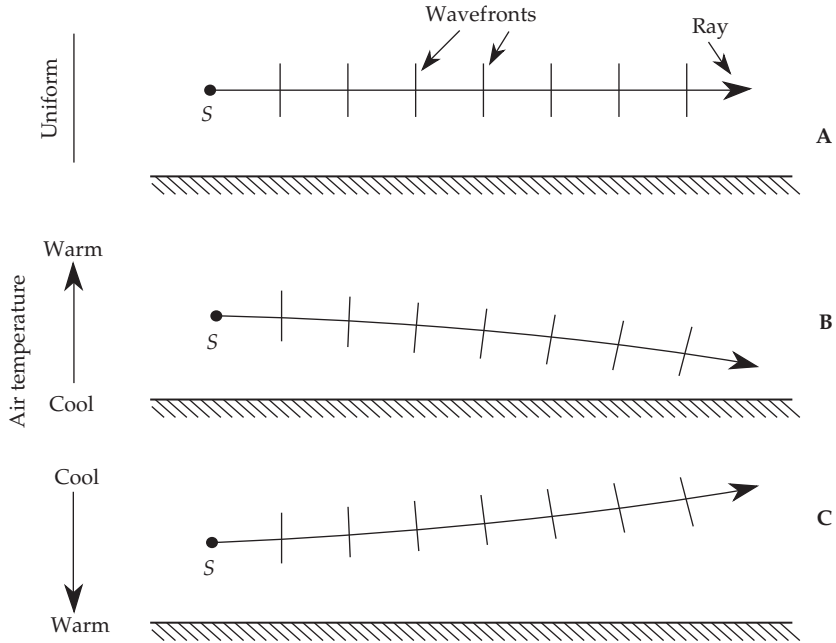 Wavefronts
Ray
Uniform
S
A
Air temperature
Warm
Cool
S
B
Cool
Warm
S
C